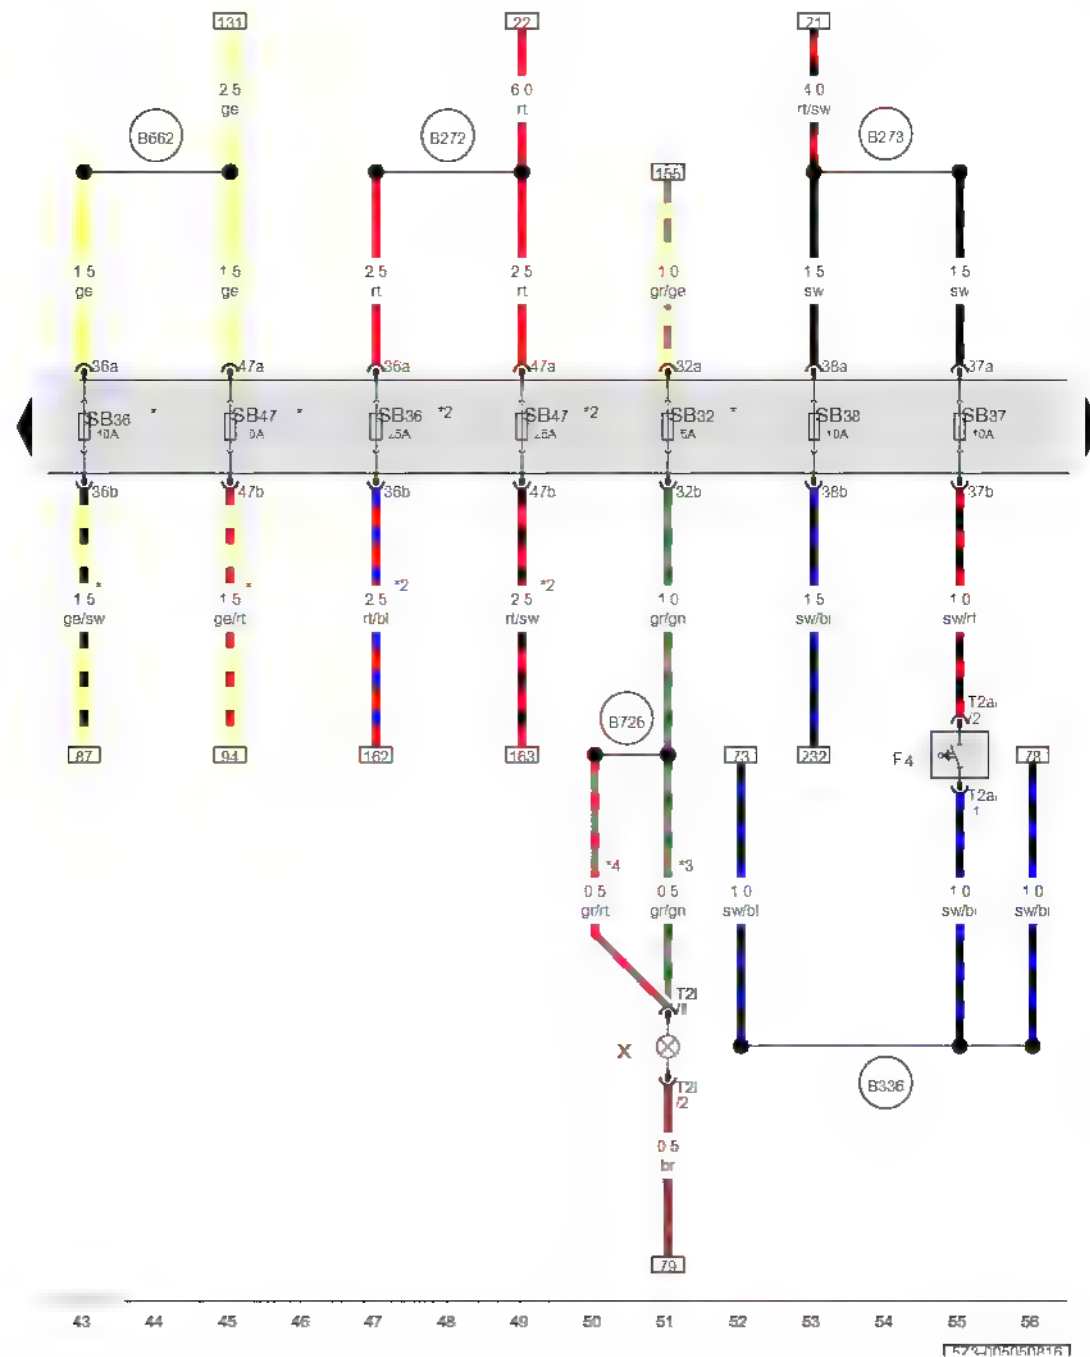 131 22 71
2.5 6.0 4.0
ge rt rt/sw
B662 B272 B273
155
1.5 1.5 2.5 2.5 1.0 1.5 1.5
ge ge rt rt gr/ge sw sw
36a 47a 36a 47a 32a 38a 37a
SB36 * SB47 * SB36 *2 SB47 *2 SB32 * SB38 SB37
10A 25A 25A 5A 10A 10A
36b 47b 36b 47b 32b 38b 37b
* * *2 *2
1.5 1.5 2.5 2.5 1.0 1.5 1.0
ge/sw ge/rt rt/bl rt/sw gr/gn sw/bl sw/rt
T2a
/2
B726
87 94 162 163 73 232 F4 78
T2a
1
*4 *3
0.5 0.5 1.0 1.0 1.0
gr/rt gr/gn sw/bl sw/bl sw/bl
T2l
X
B336
T2l
/2
0.5
br
79
43 44 45 46 47 48 49 50 51 52 53 54 55 56
573-005050816